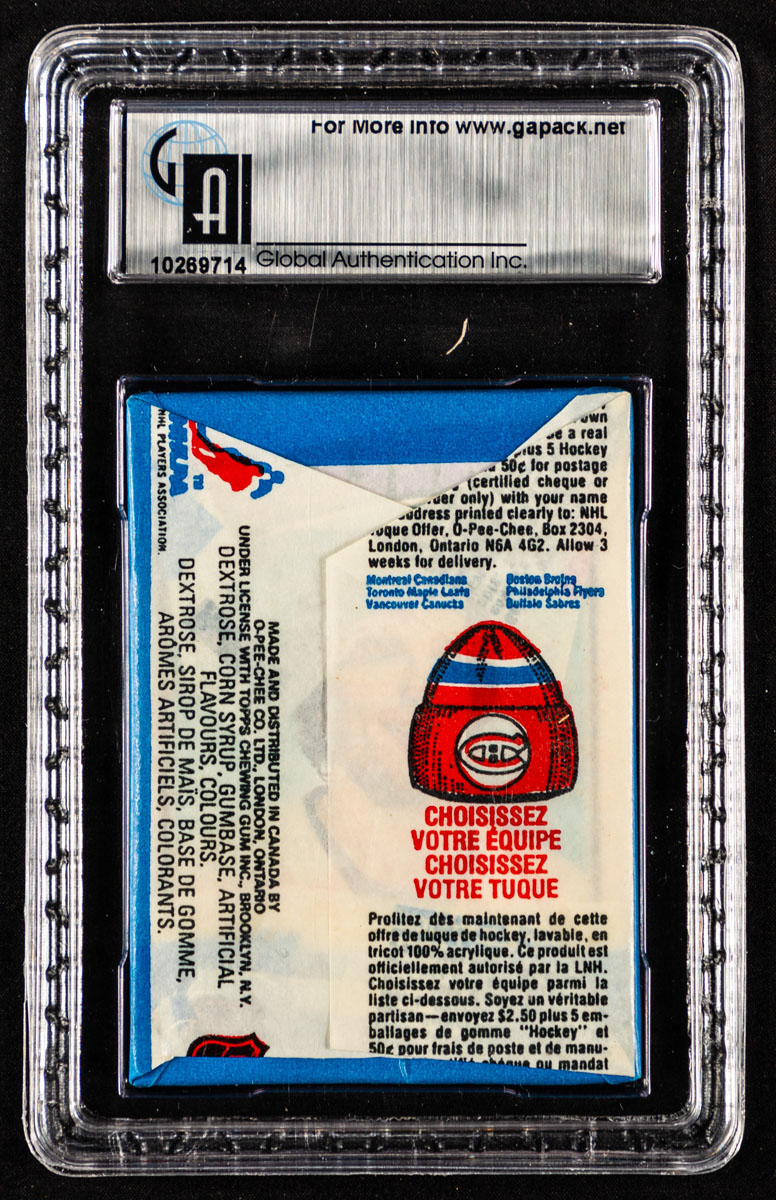 For More Info www.gapack.net
GA
10269714
Global Authentication Inc.
TM
NHL PLAYERS ASSOCIATION.
MADE AND DISTRIBUTED IN CANADA BY
O-PEE-CHEE CO. LTD., LONDON, ONTARIO
UNDER LICENSE WITH TOPPS CHEWING GUM INC., BROOKLYN, N.Y.
DEXTROSE, CORN SYRUP, GUMBASE, ARTIFICIAL
FLAVOURS, COLOURS.
DEXTROSE, SIROP DE MAÏS, BASE DE GOMME,
ARÔMES ARTIFICIELS, COLORANTS.
a real
plus 5 Hockey
50¢ for postage
(certified cheque or
only) with your name
address printed clearly to: NHL
Offer, O-Pee-Chee, Box 2304,
London, Ontario N6A 4G2. Allow 3
weeks for delivery.
Montreal Canadians Boston Bruins
Toronto Maple Leafs Philadelphia Flyers
Vancouver Canucks Buffalo Sabres
CHOISISSEZ
VOTRE ÉQUIPE
CHOISISSEZ
VOTRE TUQUE
Profitez dès maintenant de cette
offre de tuque de hockey, lavable, en
tricot 100% acrylique. Ce produit est
officiellement autorisé par la LNH.
Choisissez votre équipe parmi la
liste ci-dessous. Soyez un véritable
partisan—envoyez $2.50 plus 5 em-
ballages de gomme "Hockey" et
50¢ pour frais de poste et de manu-
chèque ou mandat